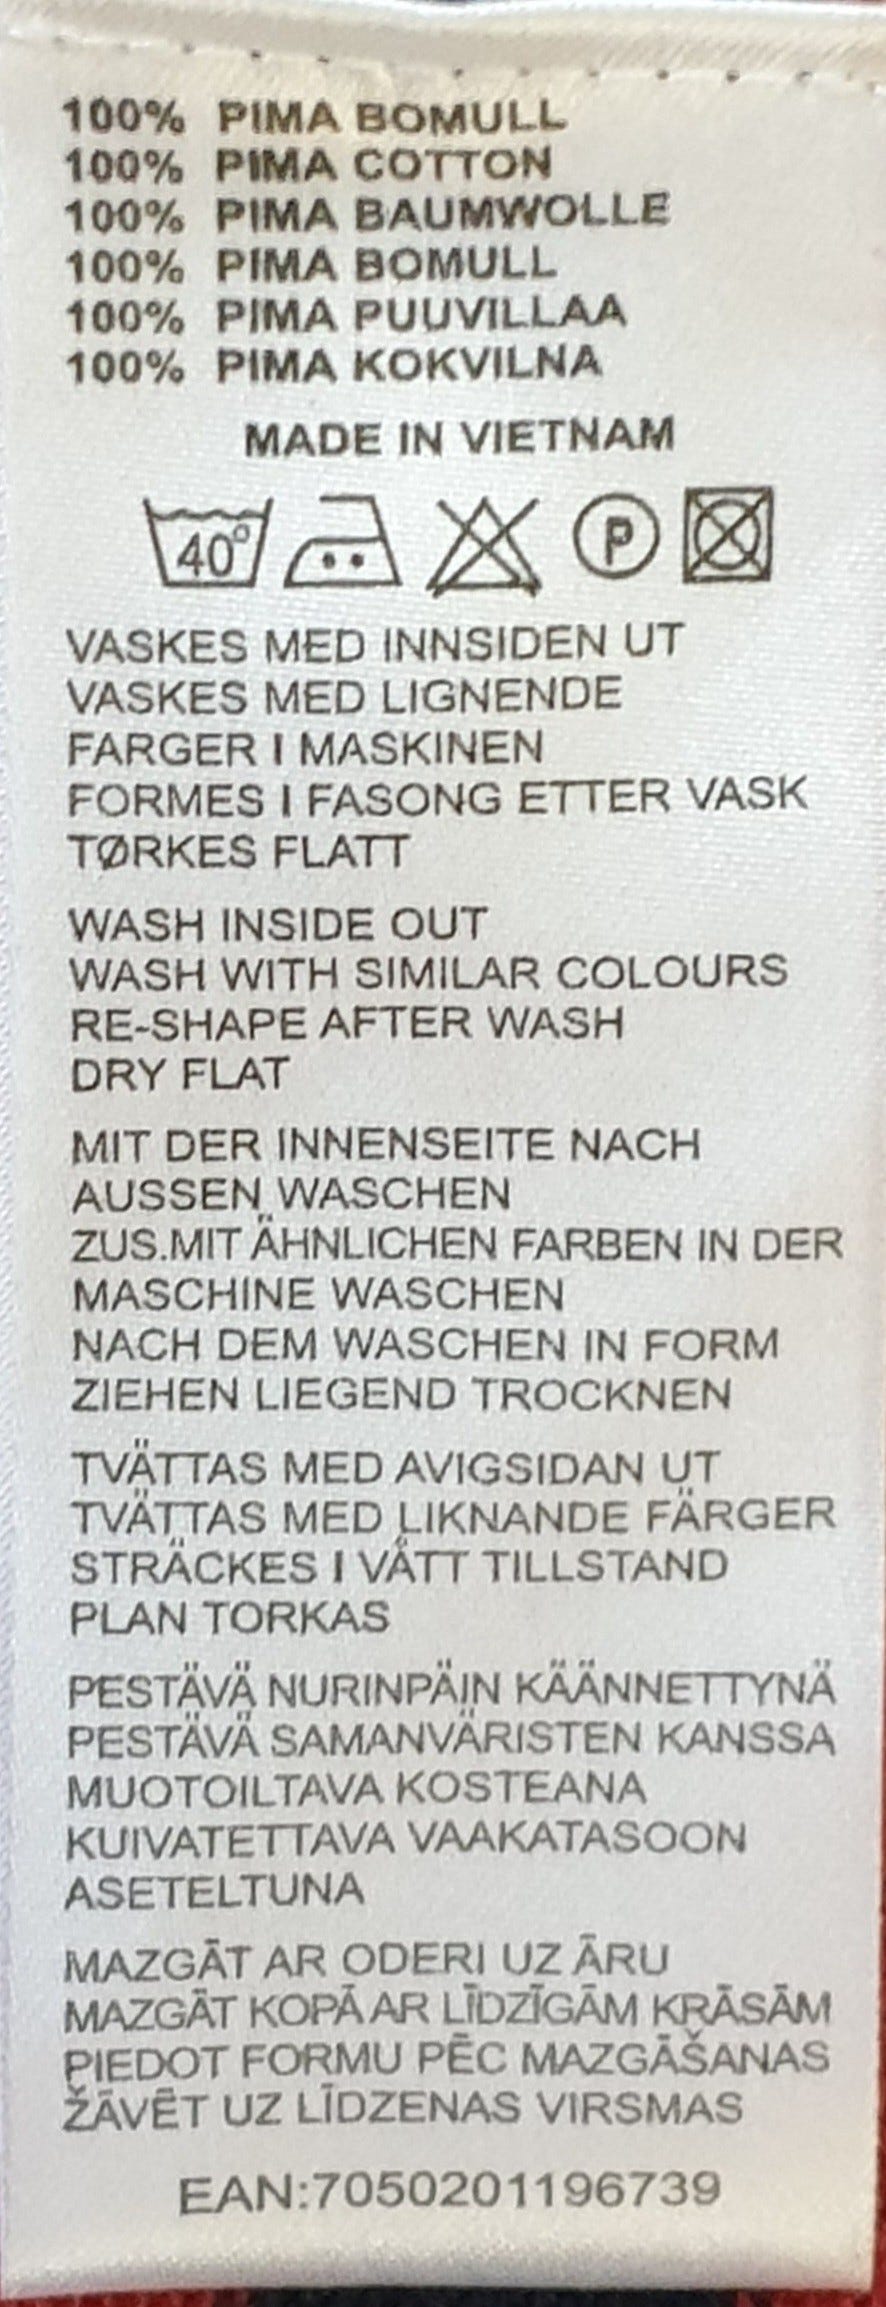 100% PIMA BOMULL
100% PIMA COTTON
100% PIMA BAUMWOLLE
100% PIMA BOMULL
100% PIMA PUUVILLAA
100% PIMA KOKVILNA
MADE IN VIETNAM
40° P
VASKES MED INNSIDEN UT
VASKES MED LIGNENDE
FARGER I MASKINEN
FORMES I FASONG ETTER VASK
TØRKES FLATT
WASH INSIDE OUT
WASH WITH SIMILAR COLOURS
RE-SHAPE AFTER WASH
DRY FLAT
MIT DER INNENSEITE NACH
AUSSEN WASCHEN
ZUS.MIT ÄHNLICHEN FARBEN IN DER
MASCHINE WASCHEN
NACH DEM WASCHEN IN FORM
ZIEHEN LIEGEND TROCKNEN
TVÄTTAS MED AVIGSIDAN UT
TVÄTTAS MED LIKNANDE FÄRGER
STRÄCKES I VÅTT TILLSTAND
PLAN TORKAS
PESTÄVÄ NURINPÄIN KÄÄNNETTYNÄ
PESTÄVÄ SAMANVÄRISTEN KANSSA
MUOTOILTAVA KOSTEANA
KUIVATETTAVA VAAKATASOON
ASETELTUNA
MAZGĀT AR ODERI UZ ĀRU
MAZGĀT KOPĀ AR LĪDZĪGĀM KRĀSĀM
PIEDOT FORMU PĒC MAZGĀŠANAS
ŽĀVĒT UZ LĪDZENAS VIRSMAS
EAN:7050201196739